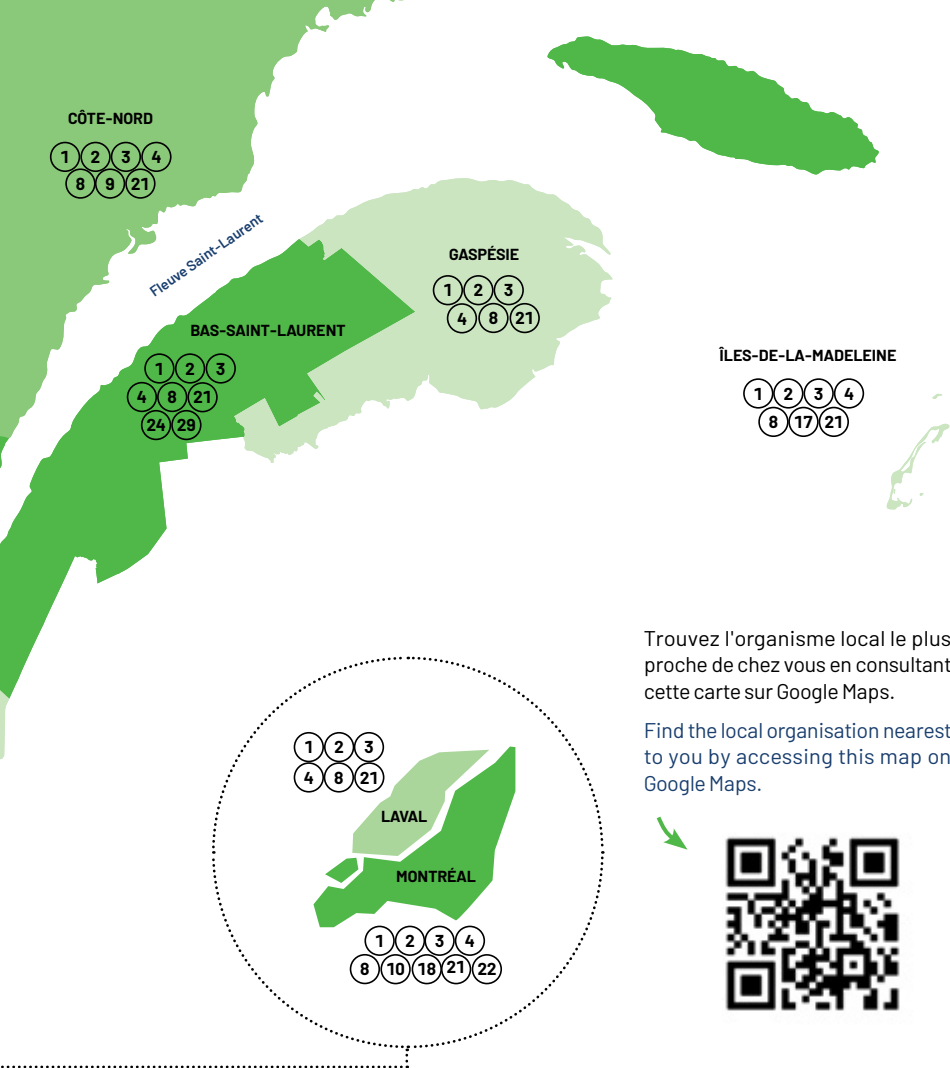 CÔTE-NORD
1 2 3 4
8 9 21
Fleuve Saint-Laurent
GASPÉSIE
1 2 3
4 8 21
BAS-SAINT-LAURENT
1 2 3
4 8 21
24 29
ÎLES-DE-LA-MADELEINE
1 2 3 4
8 17 21
Trouvez l'organisme local le plus
proche de chez vous en consultant
cette carte sur Google Maps.
Find the local organisation nearest
to you by accessing this map on
Google Maps.
1 2 3
4 8 21
LAVAL
MONTRÉAL
1 2 3 4
8 10 18 21 22